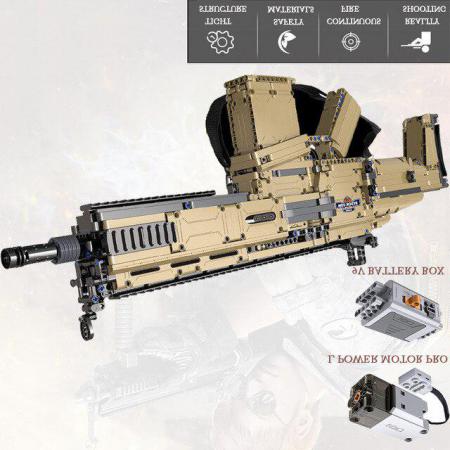 L POWER MOTOR PRO
9V BATTERY BOX
TIGHT
STRUCTURE
SAFETY
MATERIALS
CONTINUOUS
FIRE
REALITY
SHOOTING